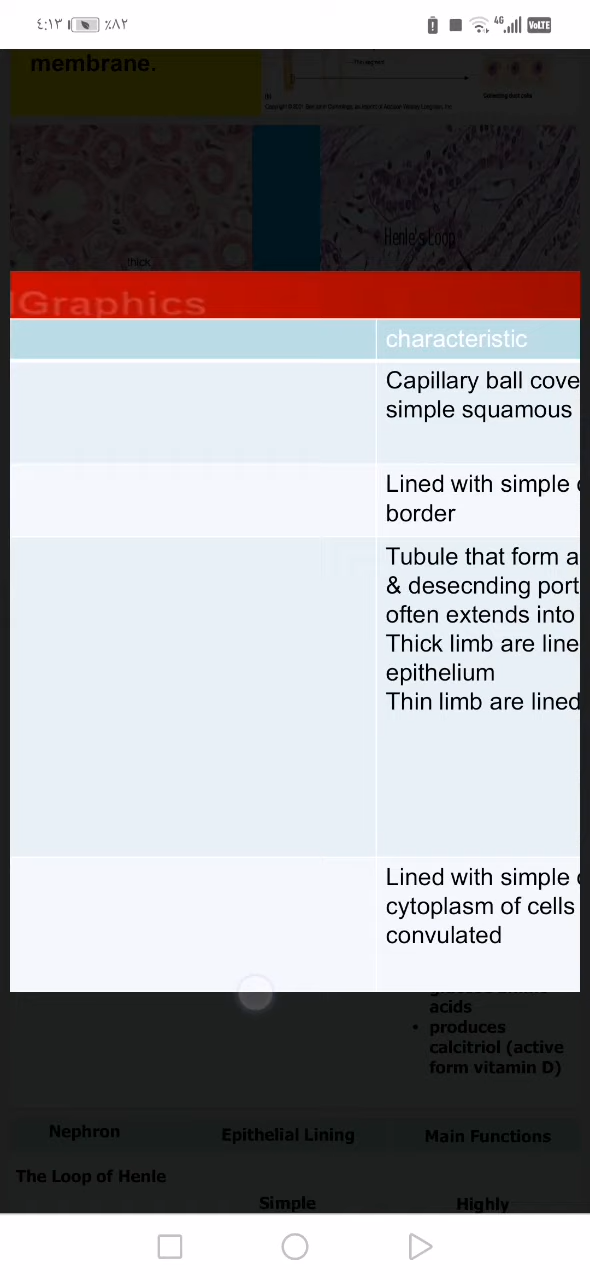 ٤:١٣ ٪٨٢ 4G VoLTE
membrane.
Henle's Loop
thick
Graphics
characteristic
Capillary ball cove
simple squamous
Lined with simple
border
Tubule that form a
& desecnding port
often extends into
Thick limb are line
epithelium
Thin limb are lined
Lined with simple
cytoplasm of cells
convulated
acids
• produces
calcitriol (active
form vitamin D)
Nephron Epithelial Lining Main Functions
The Loop of Henle
Simple Highly